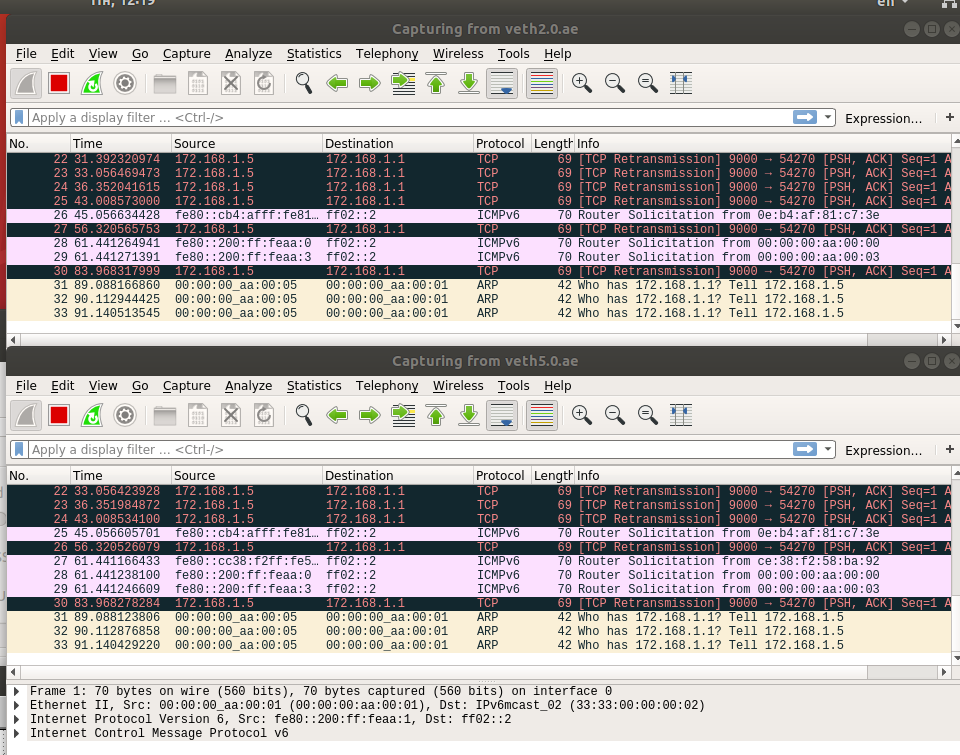 ПН, 12:19 en
Capturing from veth2.0.ae
File Edit View Go Capture Analyze Statistics Telephony Wireless Tools Help
Apply a display filter ... <Ctrl-/> Expression... +
No. Time Source Destination Protocol Length Info
22 31.392320974 172.168.1.5 172.168.1.1 TCP 69 [TCP Retransmission] 9000 → 54270 [PSH, ACK] Seq=1 A
23 33.056469473 172.168.1.5 172.168.1.1 TCP 69 [TCP Retransmission] 9000 → 54270 [PSH, ACK] Seq=1 A
24 36.352041615 172.168.1.5 172.168.1.1 TCP 69 [TCP Retransmission] 9000 → 54270 [PSH, ACK] Seq=1 A
25 43.008573000 172.168.1.5 172.168.1.1 TCP 69 [TCP Retransmission] 9000 → 54270 [PSH, ACK] Seq=1 A
26 45.056634428 fe80::cb4:afff:fe81… ff02::2 ICMPv6 70 Router Solicitation from 0e:b4:af:81:c7:3e
27 56.320565753 172.168.1.5 172.168.1.1 TCP 69 [TCP Retransmission] 9000 → 54270 [PSH, ACK] Seq=1 A
28 61.441264941 fe80::200:ff:feaa:0 ff02::2 ICMPv6 70 Router Solicitation from 00:00:00:aa:00:00
29 61.441271391 fe80::200:ff:feaa:3 ff02::2 ICMPv6 70 Router Solicitation from 00:00:00:aa:00:03
30 83.968317999 172.168.1.5 172.168.1.1 TCP 69 [TCP Retransmission] 9000 → 54270 [PSH, ACK] Seq=1 A
31 89.088166860 00:00:00_aa:00:05 00:00:00_aa:00:01 ARP 42 Who has 172.168.1.1? Tell 172.168.1.5
32 90.112944425 00:00:00_aa:00:05 00:00:00_aa:00:01 ARP 42 Who has 172.168.1.1? Tell 172.168.1.5
33 91.140513545 00:00:00_aa:00:05 00:00:00_aa:00:01 ARP 42 Who has 172.168.1.1? Tell 172.168.1.5
Capturing from veth5.0.ae
File Edit View Go Capture Analyze Statistics Telephony Wireless Tools Help
Apply a display filter ... <Ctrl-/> Expression... +
No. Time Source Destination Protocol Length Info
22 33.056423928 172.168.1.5 172.168.1.1 TCP 69 [TCP Retransmission] 9000 → 54270 [PSH, ACK] Seq=1 A
23 36.351984872 172.168.1.5 172.168.1.1 TCP 69 [TCP Retransmission] 9000 → 54270 [PSH, ACK] Seq=1 A
24 43.008534100 172.168.1.5 172.168.1.1 TCP 69 [TCP Retransmission] 9000 → 54270 [PSH, ACK] Seq=1 A
25 45.056605701 fe80::cb4:afff:fe81… ff02::2 ICMPv6 70 Router Solicitation from 0e:b4:af:81:c7:3e
26 56.320526079 172.168.1.5 172.168.1.1 TCP 69 [TCP Retransmission] 9000 → 54270 [PSH, ACK] Seq=1 A
27 61.441166433 fe80::cc38:f2ff:fe5… ff02::2 ICMPv6 70 Router Solicitation from ce:38:f2:58:ba:92
28 61.441238100 fe80::200:ff:feaa:0 ff02::2 ICMPv6 70 Router Solicitation from 00:00:00:aa:00:00
29 61.441246609 fe80::200:ff:feaa:3 ff02::2 ICMPv6 70 Router Solicitation from 00:00:00:aa:00:03
30 83.968278284 172.168.1.5 172.168.1.1 TCP 69 [TCP Retransmission] 9000 → 54270 [PSH, ACK] Seq=1 A
31 89.088123806 00:00:00_aa:00:05 00:00:00_aa:00:01 ARP 42 Who has 172.168.1.1? Tell 172.168.1.5
32 90.112876858 00:00:00_aa:00:05 00:00:00_aa:00:01 ARP 42 Who has 172.168.1.1? Tell 172.168.1.5
33 91.140429220 00:00:00_aa:00:05 00:00:00_aa:00:01 ARP 42 Who has 172.168.1.1? Tell 172.168.1.5
Frame 1: 70 bytes on wire (560 bits), 70 bytes captured (560 bits) on interface 0
Ethernet II, Src: 00:00:00_aa:00:01 (00:00:00:aa:00:01), Dst: IPv6mcast_02 (33:33:00:00:00:02)
Internet Protocol Version 6, Src: fe80::200:ff:feaa:1, Dst: ff02::2
Internet Control Message Protocol v6